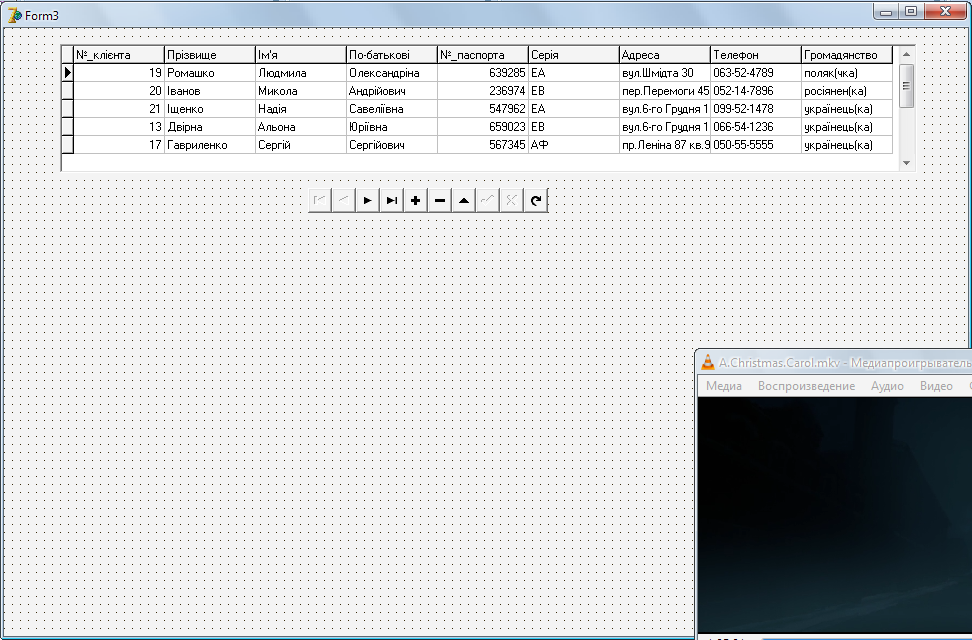 Form3
№_клієнта Прізвище Ім'я По-батькові №_паспорта Серія Адреса Телефон Громадянство
19 Ромашко Людмила Олександріна 639285 ЕА вул.Шмідта 30 063-52-4789 поляк(чка)
20 Іванов Микола Андрійович 236974 ЕВ пер.Перемоги 45 052-14-7896 росіянен(ка)
21 Іщенко Надія Савеліївна 547962 ЕА вул.6-го Грудня 1 099-52-1478 українець(ка)
13 Двірна Альона Юріївна 659023 ЕВ вул.6-го Грудня 1 066-54-1236 українець(ка)
17 Гавриленко Сергій Сергійович 567345 АФ пр.Леніна 87 кв.9 050-55-5555 українець(ка)
A.Christmas.Carol.mkv - Медиапроигрыватель
Медиа Воспроизведение Аудио Видео